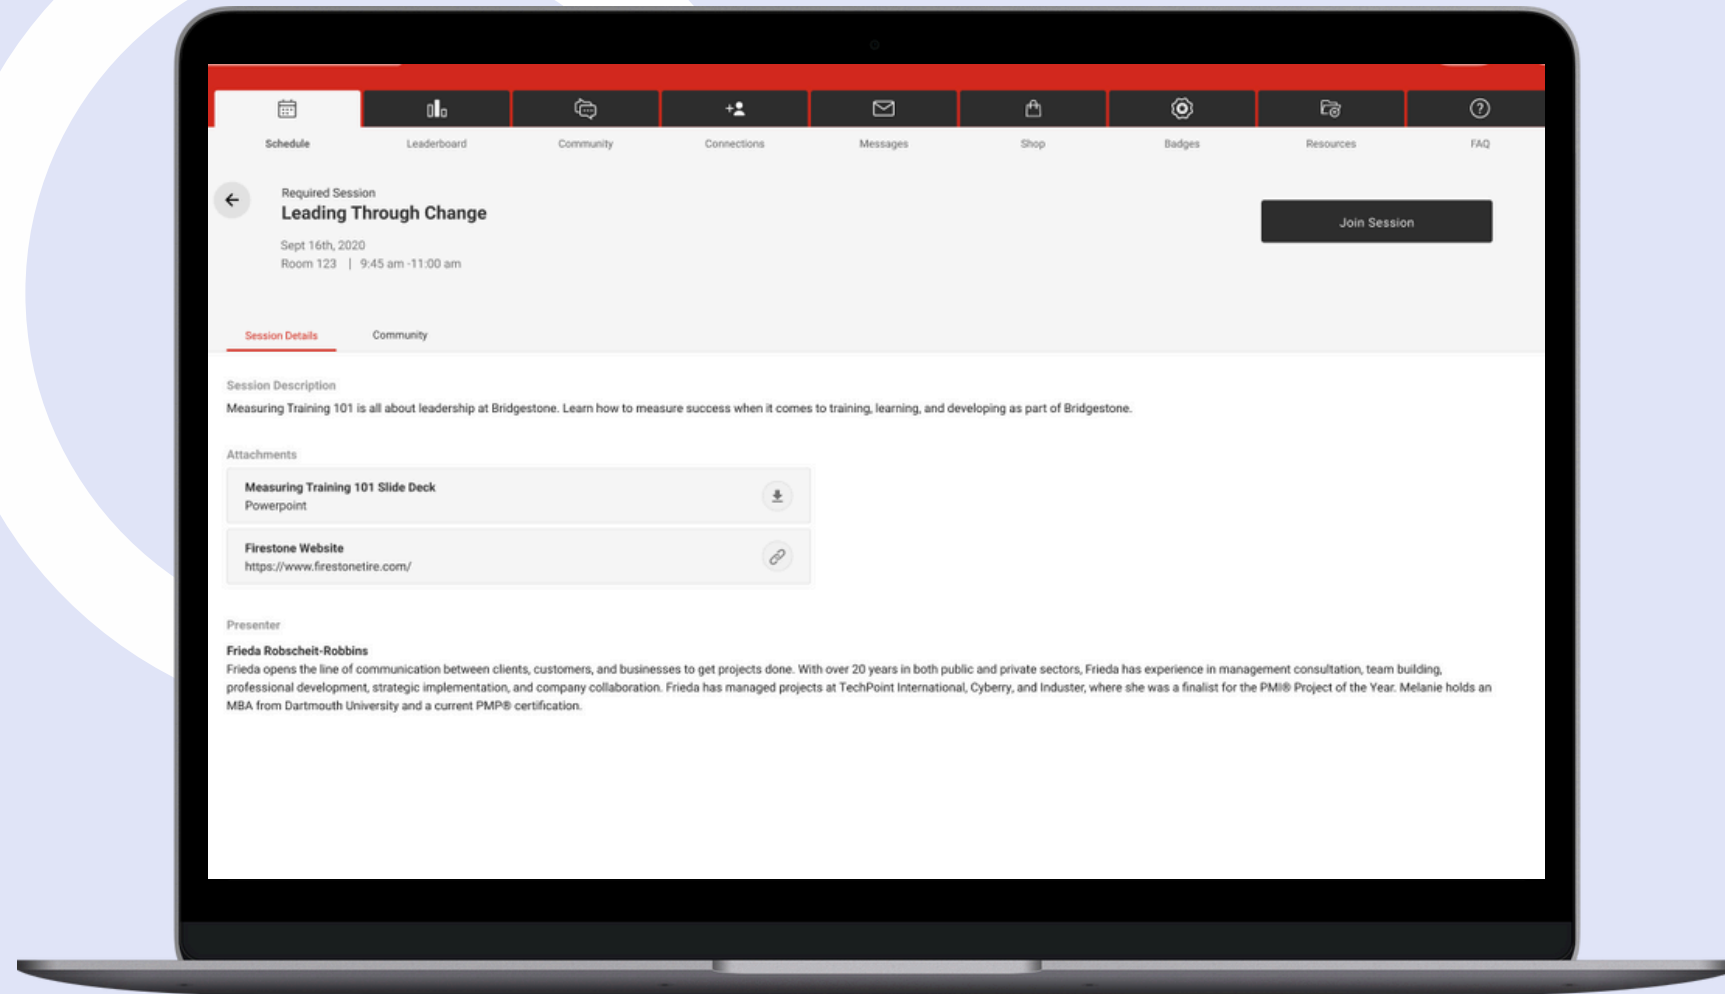 Schedule
Leaderboard
Community
Connections
Messages
Shop
Badges
Resources
FAQ
Required Session
Leading Through Change
Sept 16th, 2020
Room 123 | 9:45 am -11:00 am
Join Session
Session Details
Community
Session Description
Measuring Training 101 is all about leadership at Bridgestone. Learn how to measure success when it comes to training, learning, and developing as part of Bridgestone.
Attachments
Measuring Training 101 Slide Deck
Powerpoint
Firestone Website
https://www.firestonetire.com/
Presenter
Frieda Robscheit-Robbins
Frieda opens the line of communication between clients, customers, and businesses to get projects done. With over 20 years in both public and private sectors, Frieda has experience in management consultation, team building,
professional development, strategic implementation, and company collaboration. Frieda has managed projects at TechPoint International, Cyberry, and Induster, where she was a finalist for the PMI® Project of the Year. Melanie holds an
MBA from Dartmouth University and a current PMP® certification.